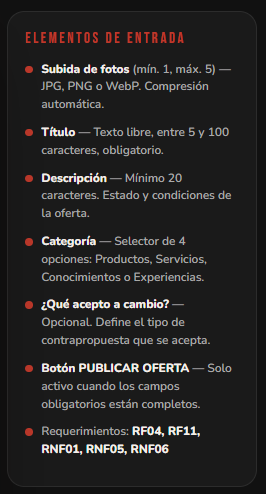 ELEMENTOS DE ENTRADA
Subida de fotos (mín. 1, máx. 5) —
JPG, PNG o WebP. Compresión
automática.
Título — Texto libre, entre 5 y 100
caracteres, obligatorio.
Descripción — Mínimo 20
caracteres. Estado y condiciones de
la oferta.
Categoría — Selector de 4
opciones: Productos, Servicios,
Conocimientos o Experiencias.
¿Qué acepto a cambio? —
Opcional. Define el tipo de
contrapropuesta que se acepta.
Botón PUBLICAR OFERTA — Solo
activo cuando los campos
obligatorios están completos.
Requerimientos: RF04, RF11,
RNF01, RNF05, RNF06